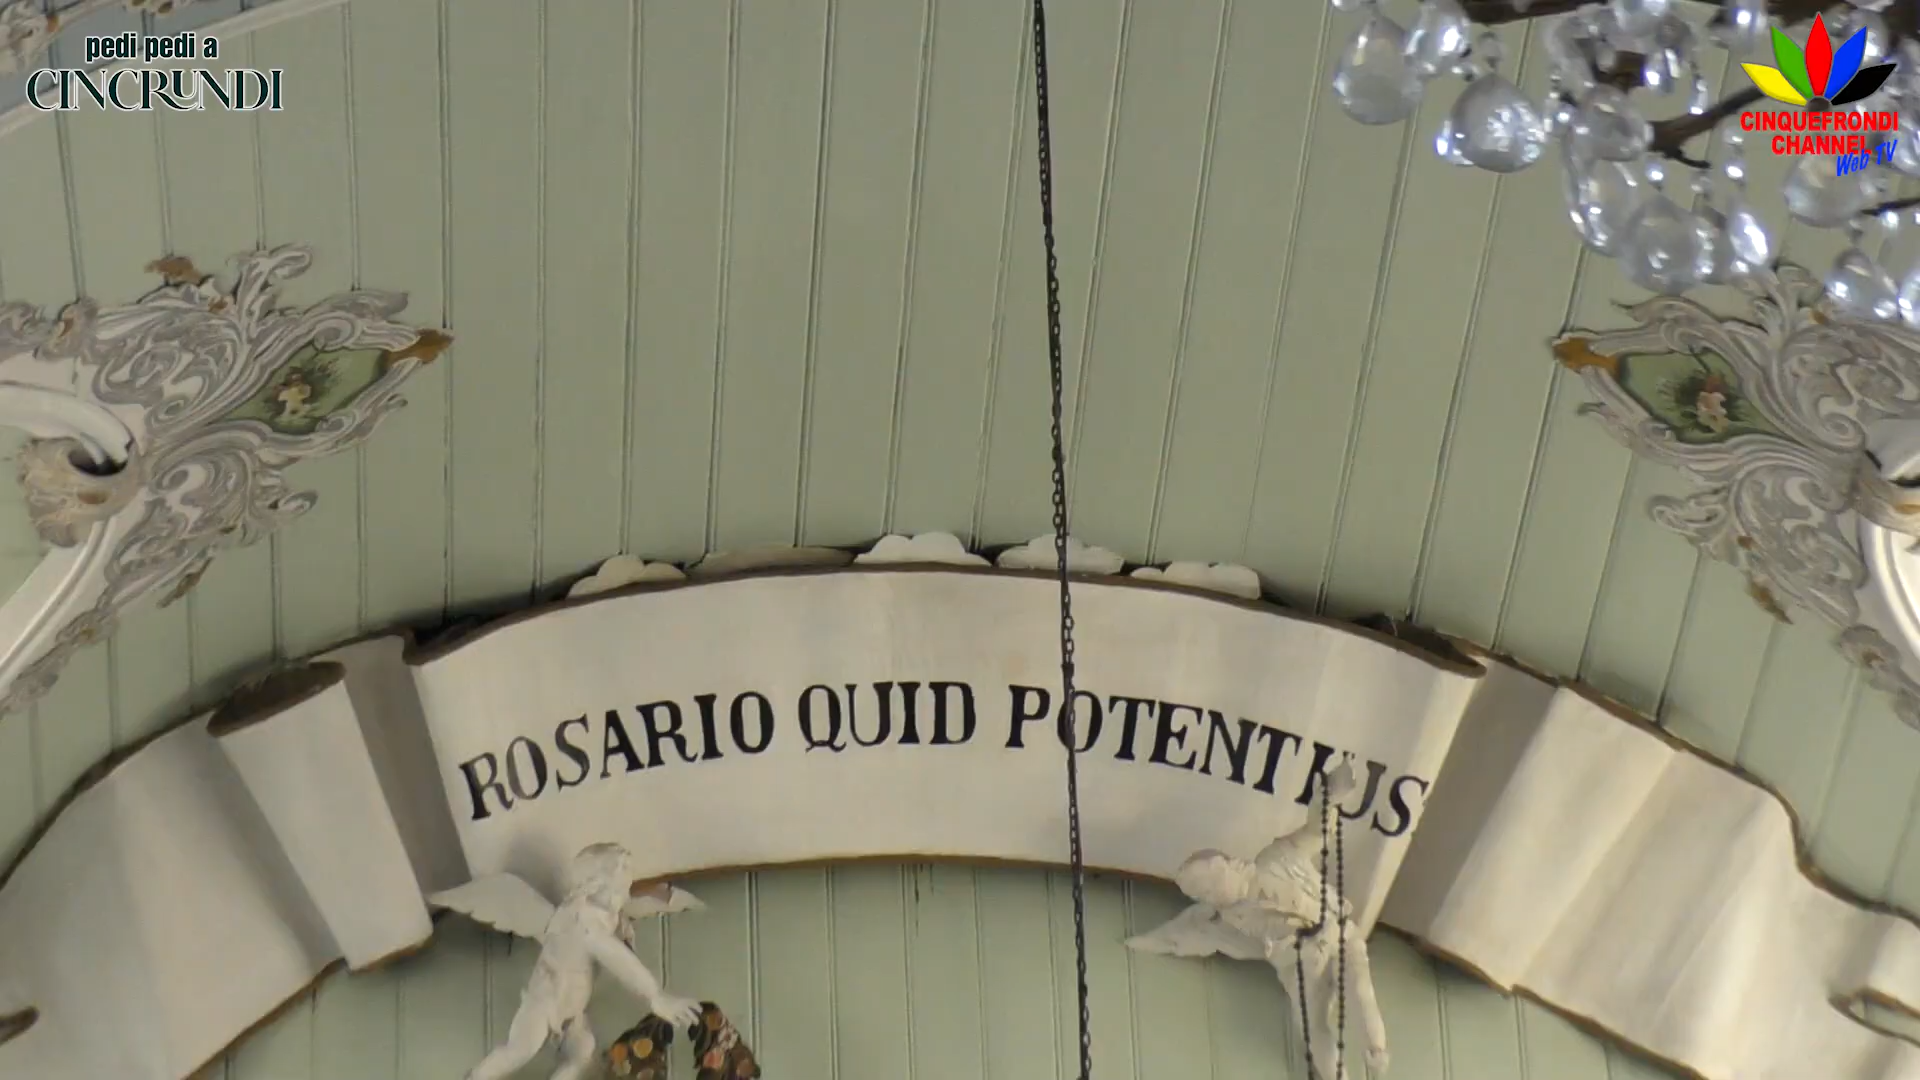 pedi pedi a
CINCRUNDI
CINQUEFRONDI
CHANNEL
Web TV
ROSARIO QUID POTENTIUS